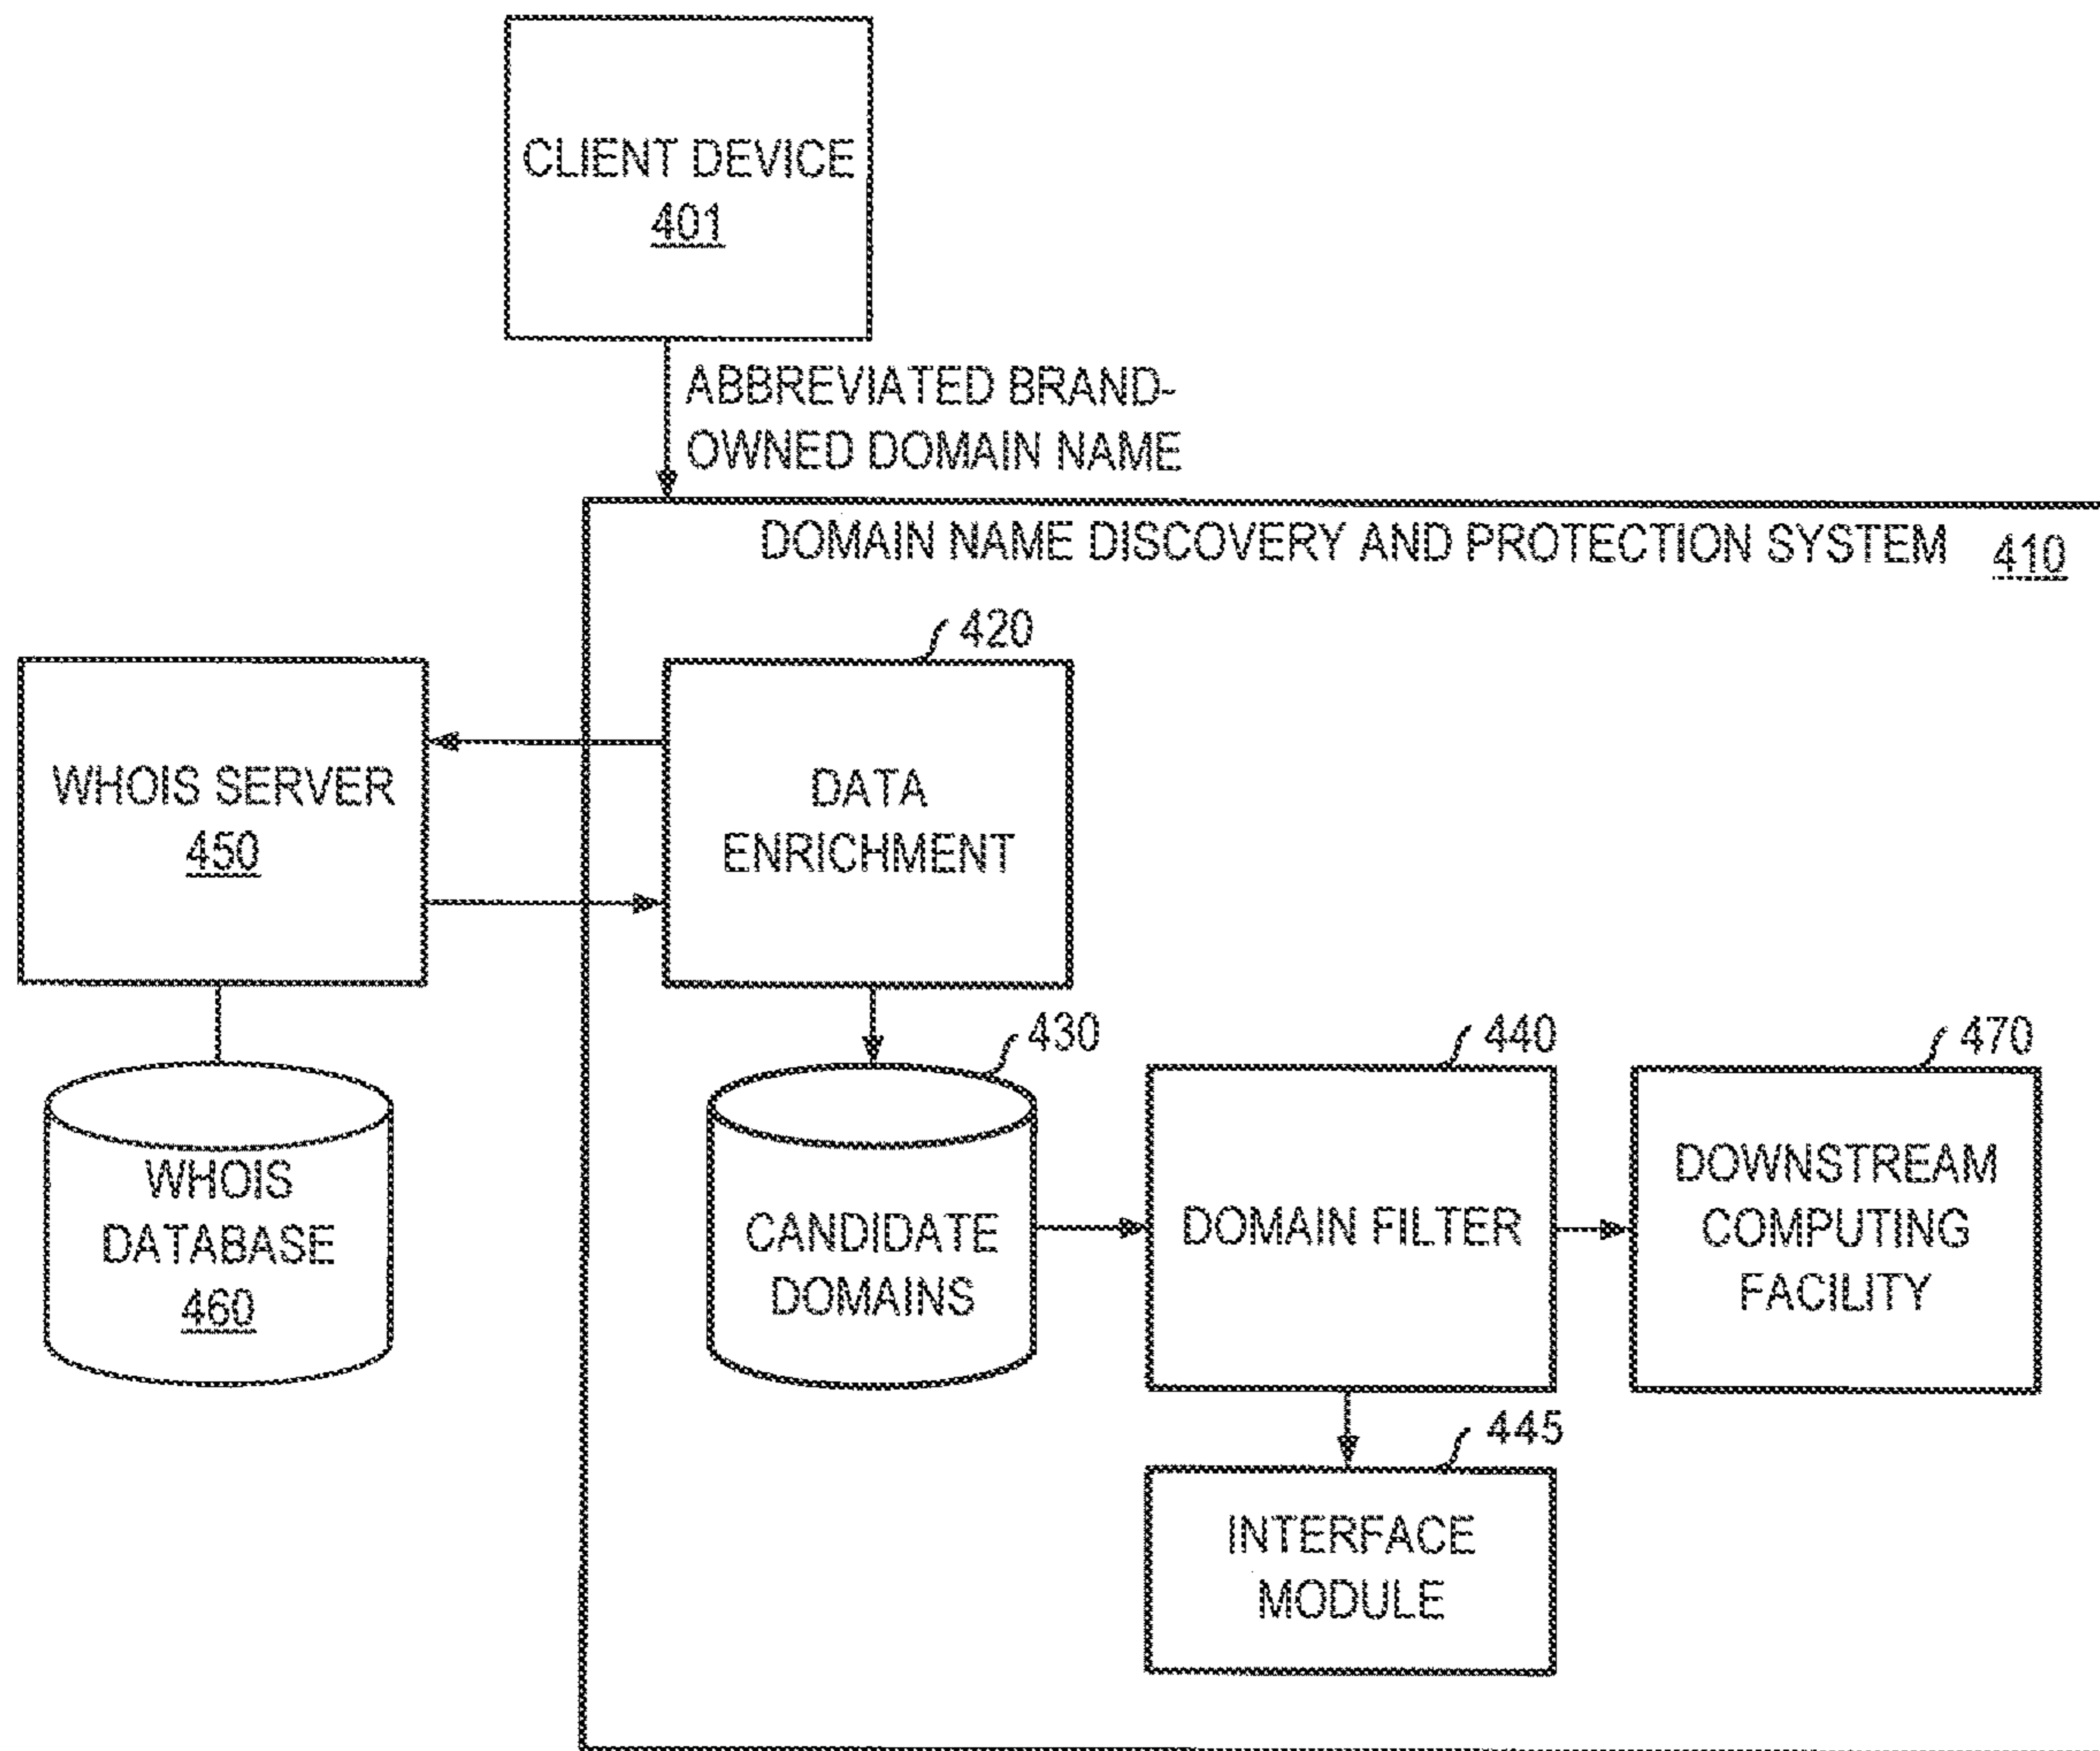 CLIENT DEVICE
401
ABBREVIATED BRAND-
OWNED DOMAIN NAME
DOMAIN NAME DISCOVERY AND PROTECTION SYSTEM 410
420
WHOIS SERVER
450
DATA
ENRICHMENT
430
440
470
WHOIS
DATABASE
460
CANDIDATE
DOMAINS
DOMAIN FILTER
DOWNSTREAM
COMPUTING
FACILITY
445
INTERFACE
MODULE